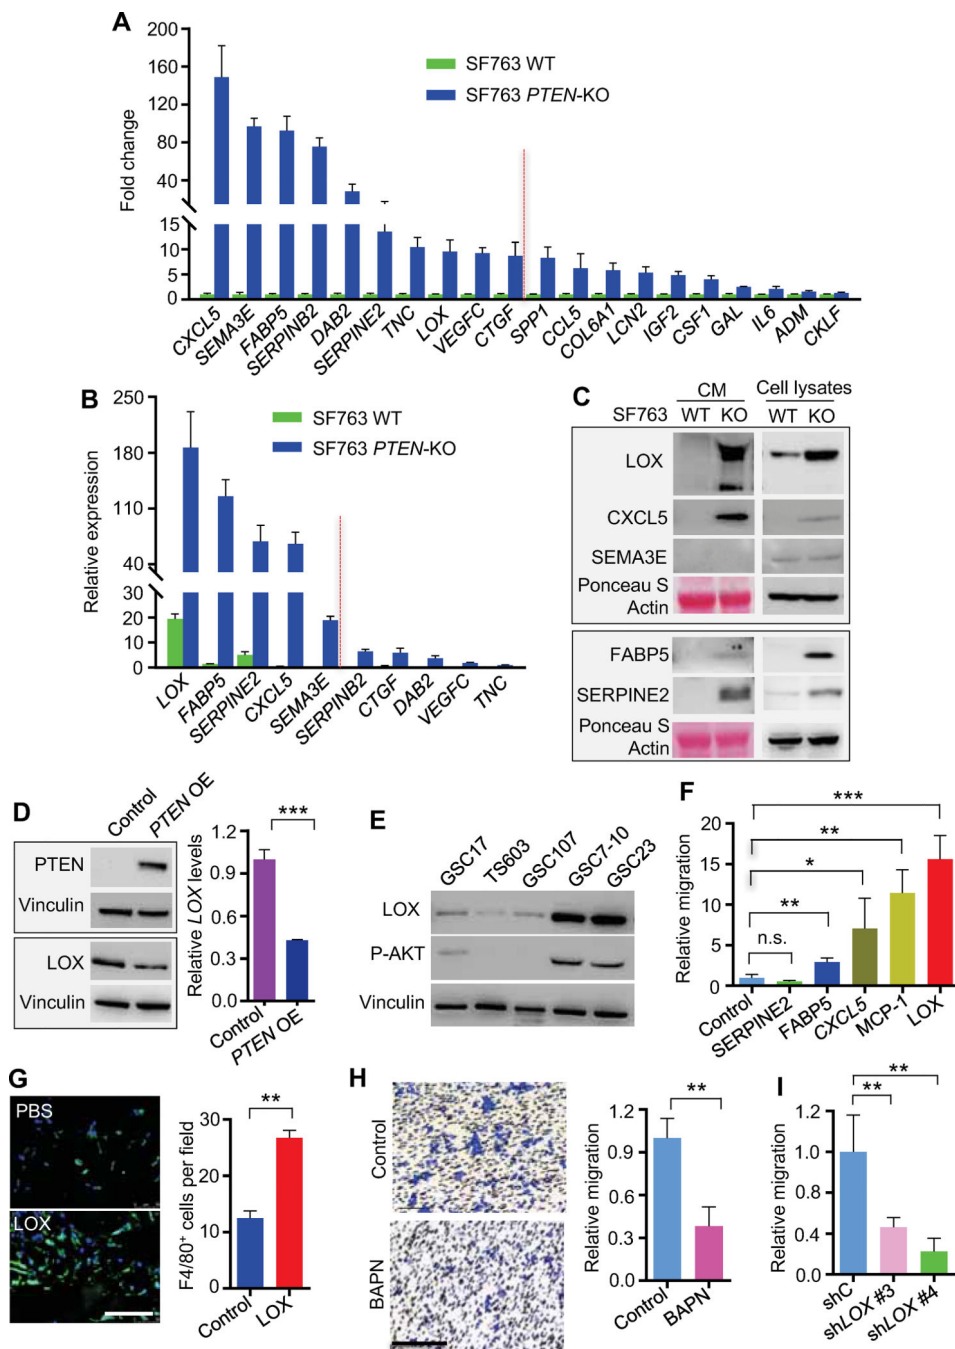 A
200
160
120
80
40
15
10
5
0
Fold change
SF763 WT
SF763 PTEN-KO
CXCL5
SEMA3E
FABP5
SERPINB2
DAB2
SERPINE2
TNC
LOX
VEGFC
CTGF
SPP1
CCL5
COL6A1
LCN2
IGF2
CSF1
GAL
IL6
ADM
CKLF
B
250
180
110
40
30
20
10
0
Relative expression
SF763 WT
SF763 PTEN-KO
LOX
FABP5
SERPINE2
CXCL5
SEMA3E
SERPINB2
CTGF
DAB2
VEGFC
TNC
C
CM Cell lysates
SF763 WT KO WT KO
LOX
CXCL5
SEMA3E
Ponceau S
Actin
FABP5
SERPINE2
Ponceau S
Actin
D
Control
PTEN OE
PTEN
Vinculin
LOX
Vinculin
Relative LOX levels
1.2
0.9
0.6
0.3
0.0
***
Control
PTEN OE
E
GSC17
TS603
GSC107
GSC7-10
GSC23
LOX
P-AKT
Vinculin
F
Relative migration
20
15
10
5
0
***
**
*
**
n.s.
Control
SERPINE2
FABP5
CXCL5
MCP-1
LOX
G
PBS
LOX
F4/80+ cells per field
30
20
10
0
**
Control
LOX
H
Control
BAPN
Relative migration
1.2
0.9
0.6
0.3
0.0
**
Control
BAPN
I
Relative migration
1.2
0.8
0.4
0.0
**
**
shC
shLOX #3
shLOX #4